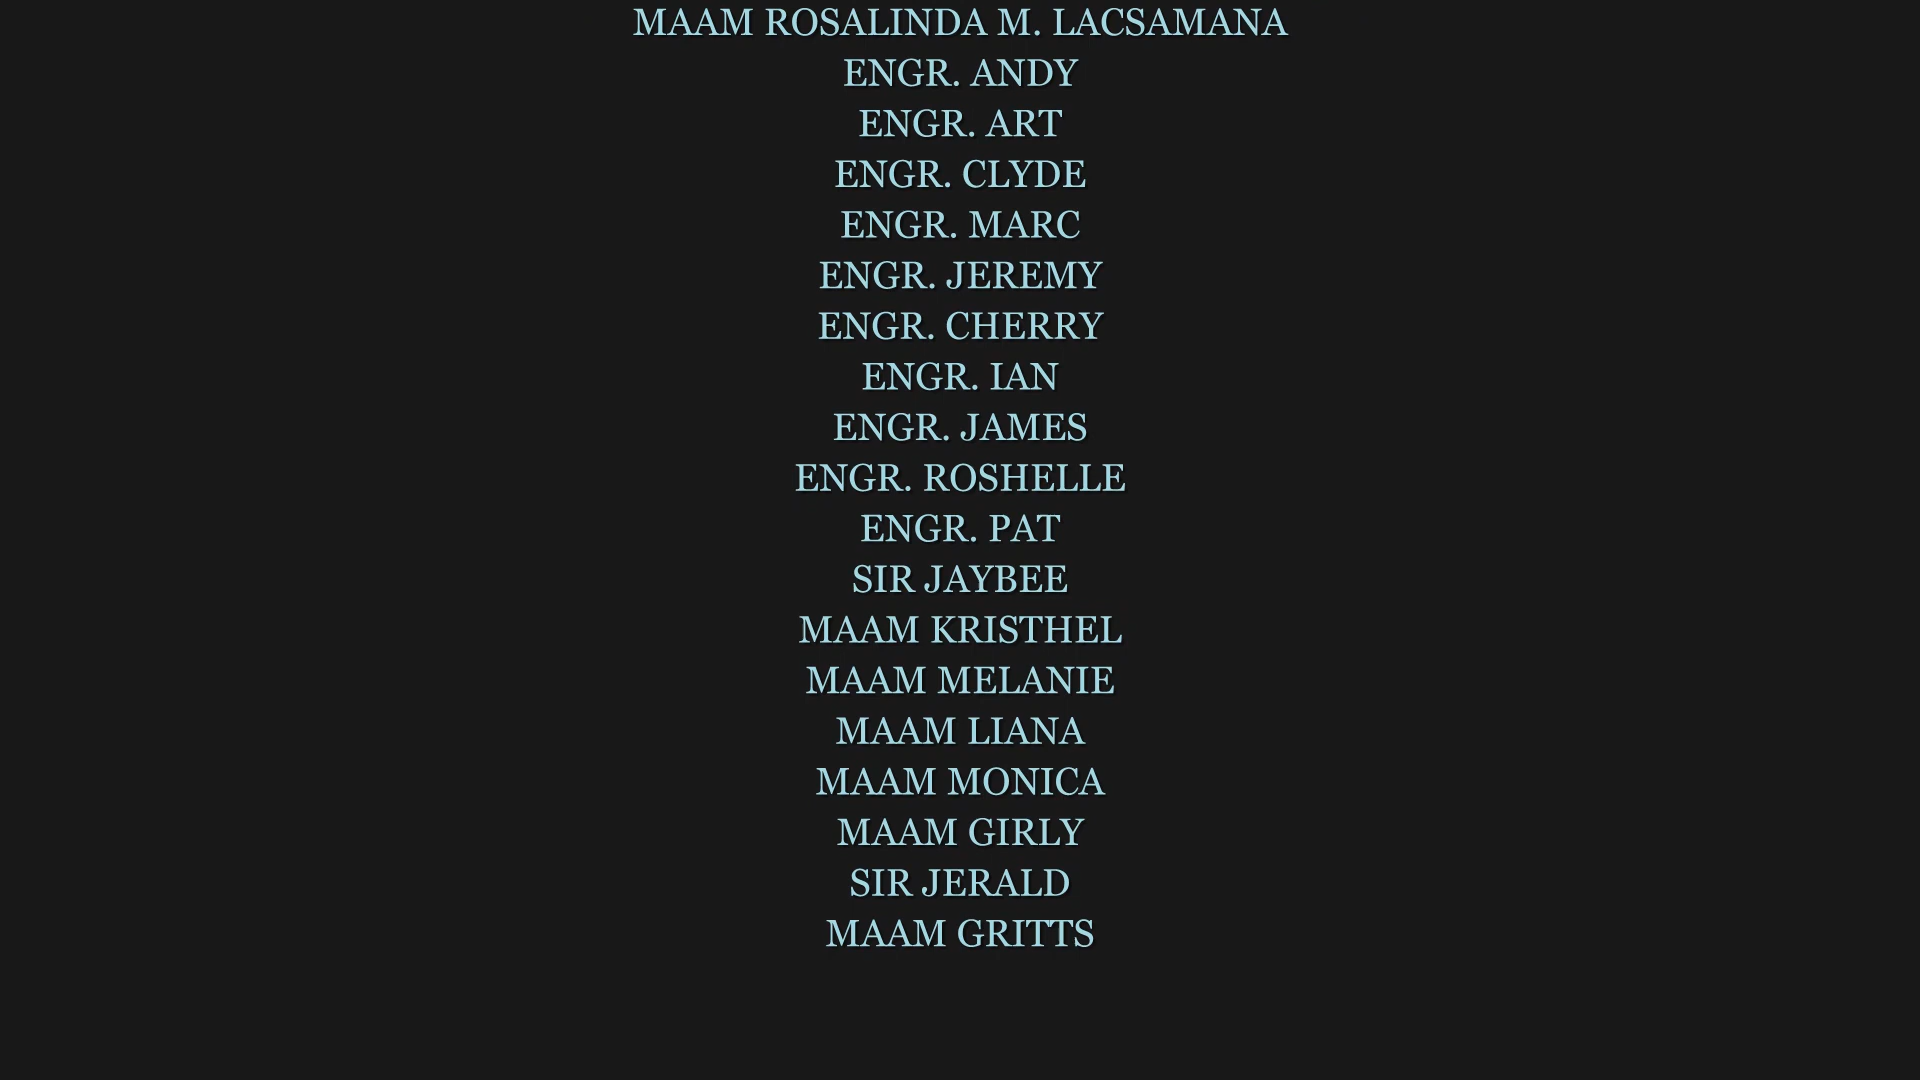 MAAM ROSALINDA M. LACSAMANA
ENGR. ANDY
ENGR. ART
ENGR. CLYDE
ENGR. MARC
ENGR. JEREMY
ENGR. CHERRY
ENGR. IAN
ENGR. JAMES
ENGR. ROSHELLE
ENGR. PAT
SIR JAYBEE
MAAM KRISTHEL
MAAM MELANIE
MAAM LIANA
MAAM MONICA
MAAM GIRLY
SIR JERALD
MAAM GRITTS